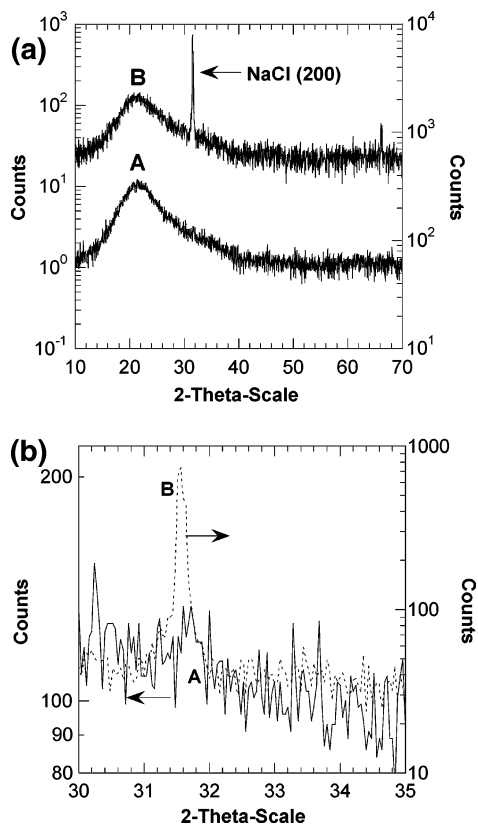 (a)
10³
10²
10¹
10⁰
10⁻¹
10⁴
10³
10²
10¹
B
NaCl (200)
A
Counts
Counts
10 20 30 40 50 60 70
2-Theta-Scale
(b)
200
100
90
80
1000
100
10
B
A
Counts
Counts
30 31 32 33 34 35
2-Theta-Scale